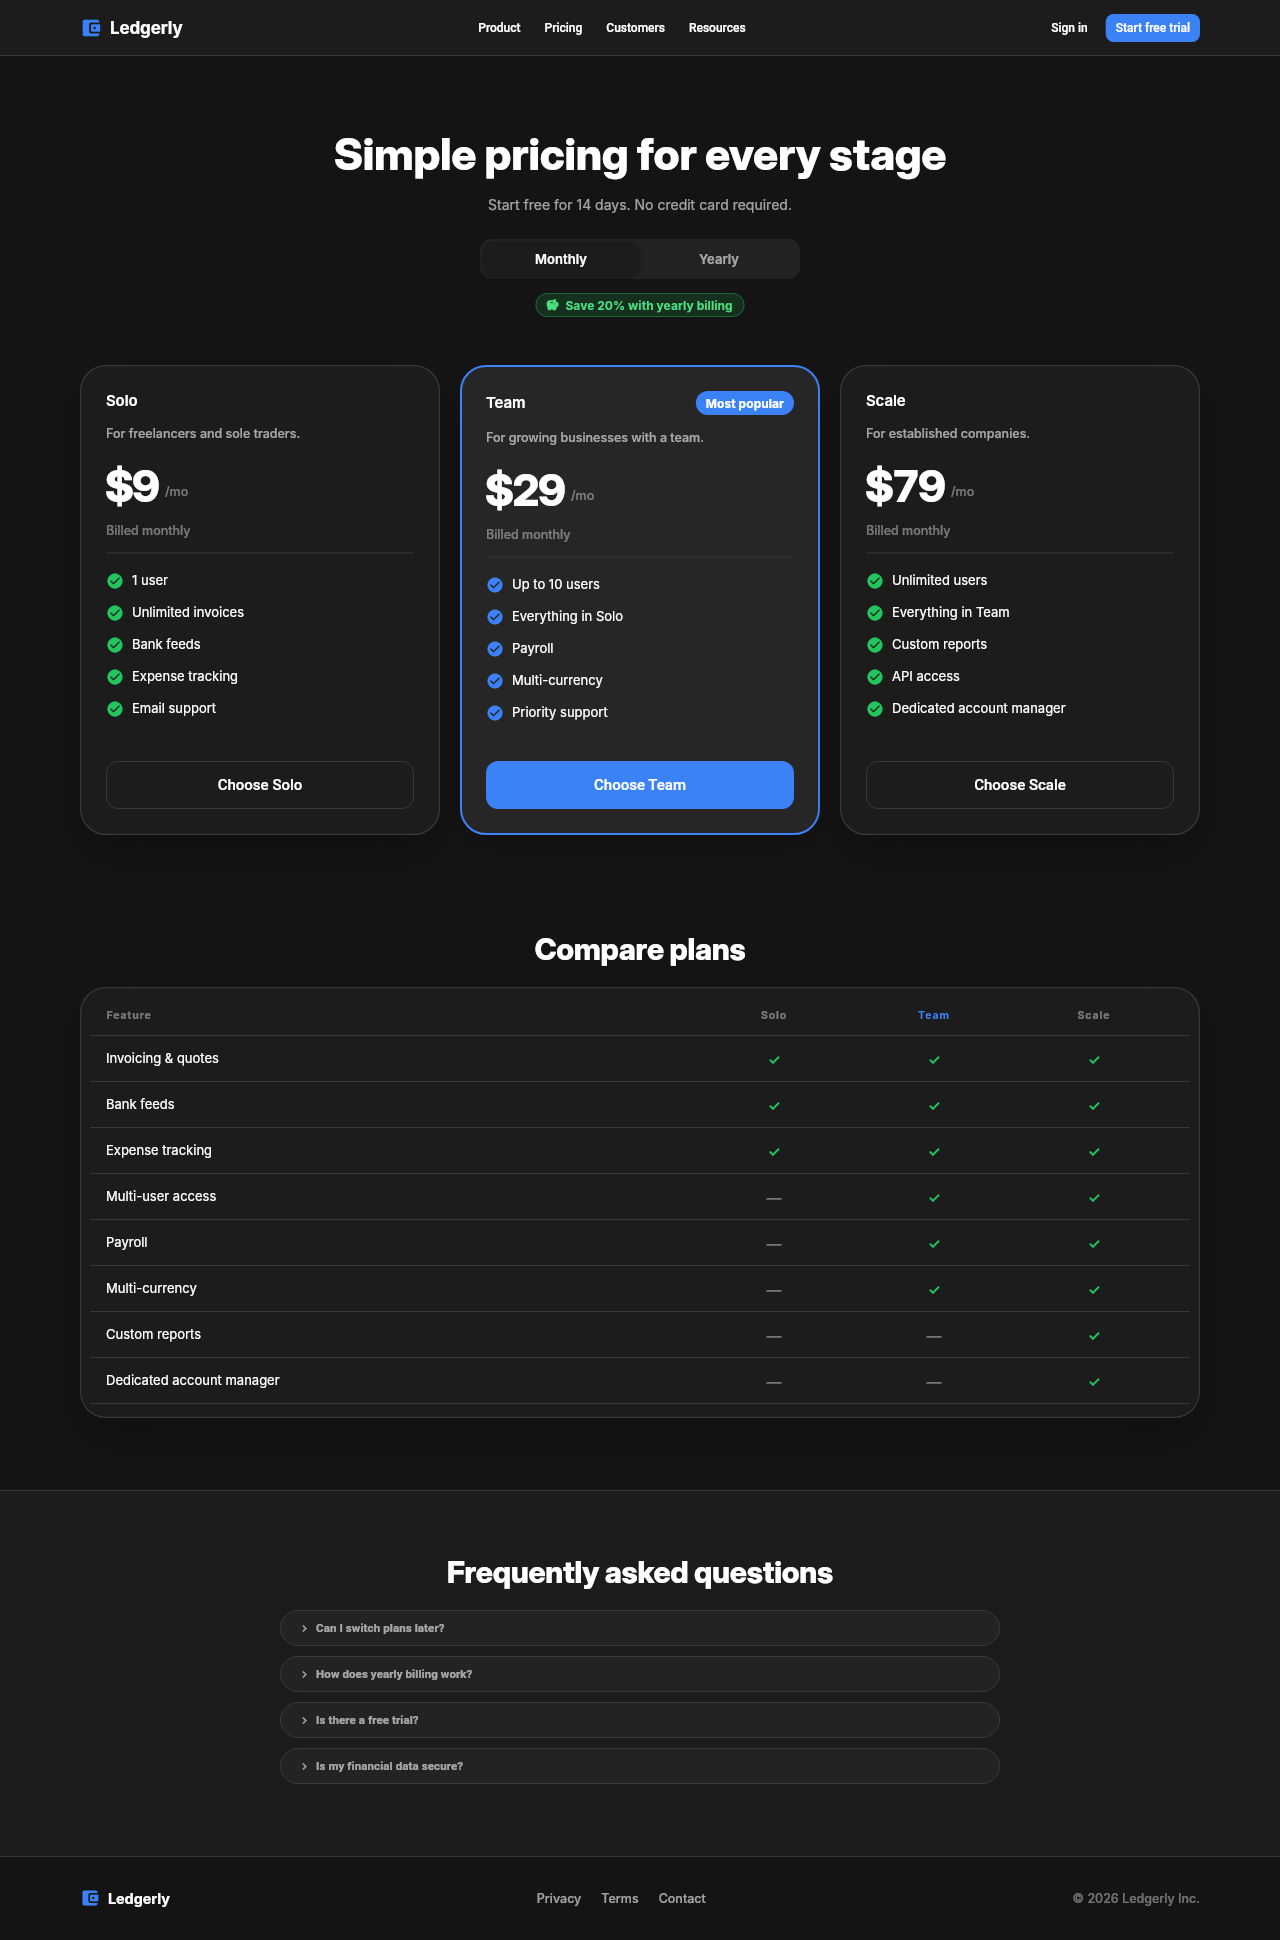 Ledgerly
Product Pricing Customers Resources
Sign in Start free trial
Simple pricing for every stage
Start free for 14 days. No credit card required.
Monthly Yearly
Save 20% with yearly billing
Solo
For freelancers and sole traders.
$9 /mo
Billed monthly
1 user
Unlimited invoices
Bank feeds
Expense tracking
Email support
Choose Solo
Team Most popular
For growing businesses with a team.
$29 /mo
Billed monthly
Up to 10 users
Everything in Solo
Payroll
Multi-currency
Priority support
Choose Team
Scale
For established companies.
$79 /mo
Billed monthly
Unlimited users
Everything in Team
Custom reports
API access
Dedicated account manager
Choose Scale
Compare plans
Feature Solo Team Scale
Invoicing & quotes
Bank feeds
Expense tracking
Multi-user access —
Payroll —
Multi-currency —
Custom reports — —
Dedicated account manager — —
Frequently asked questions
Can I switch plans later?
How does yearly billing work?
Is there a free trial?
Is my financial data secure?
Ledgerly
Privacy Terms Contact
© 2026 Ledgerly Inc.